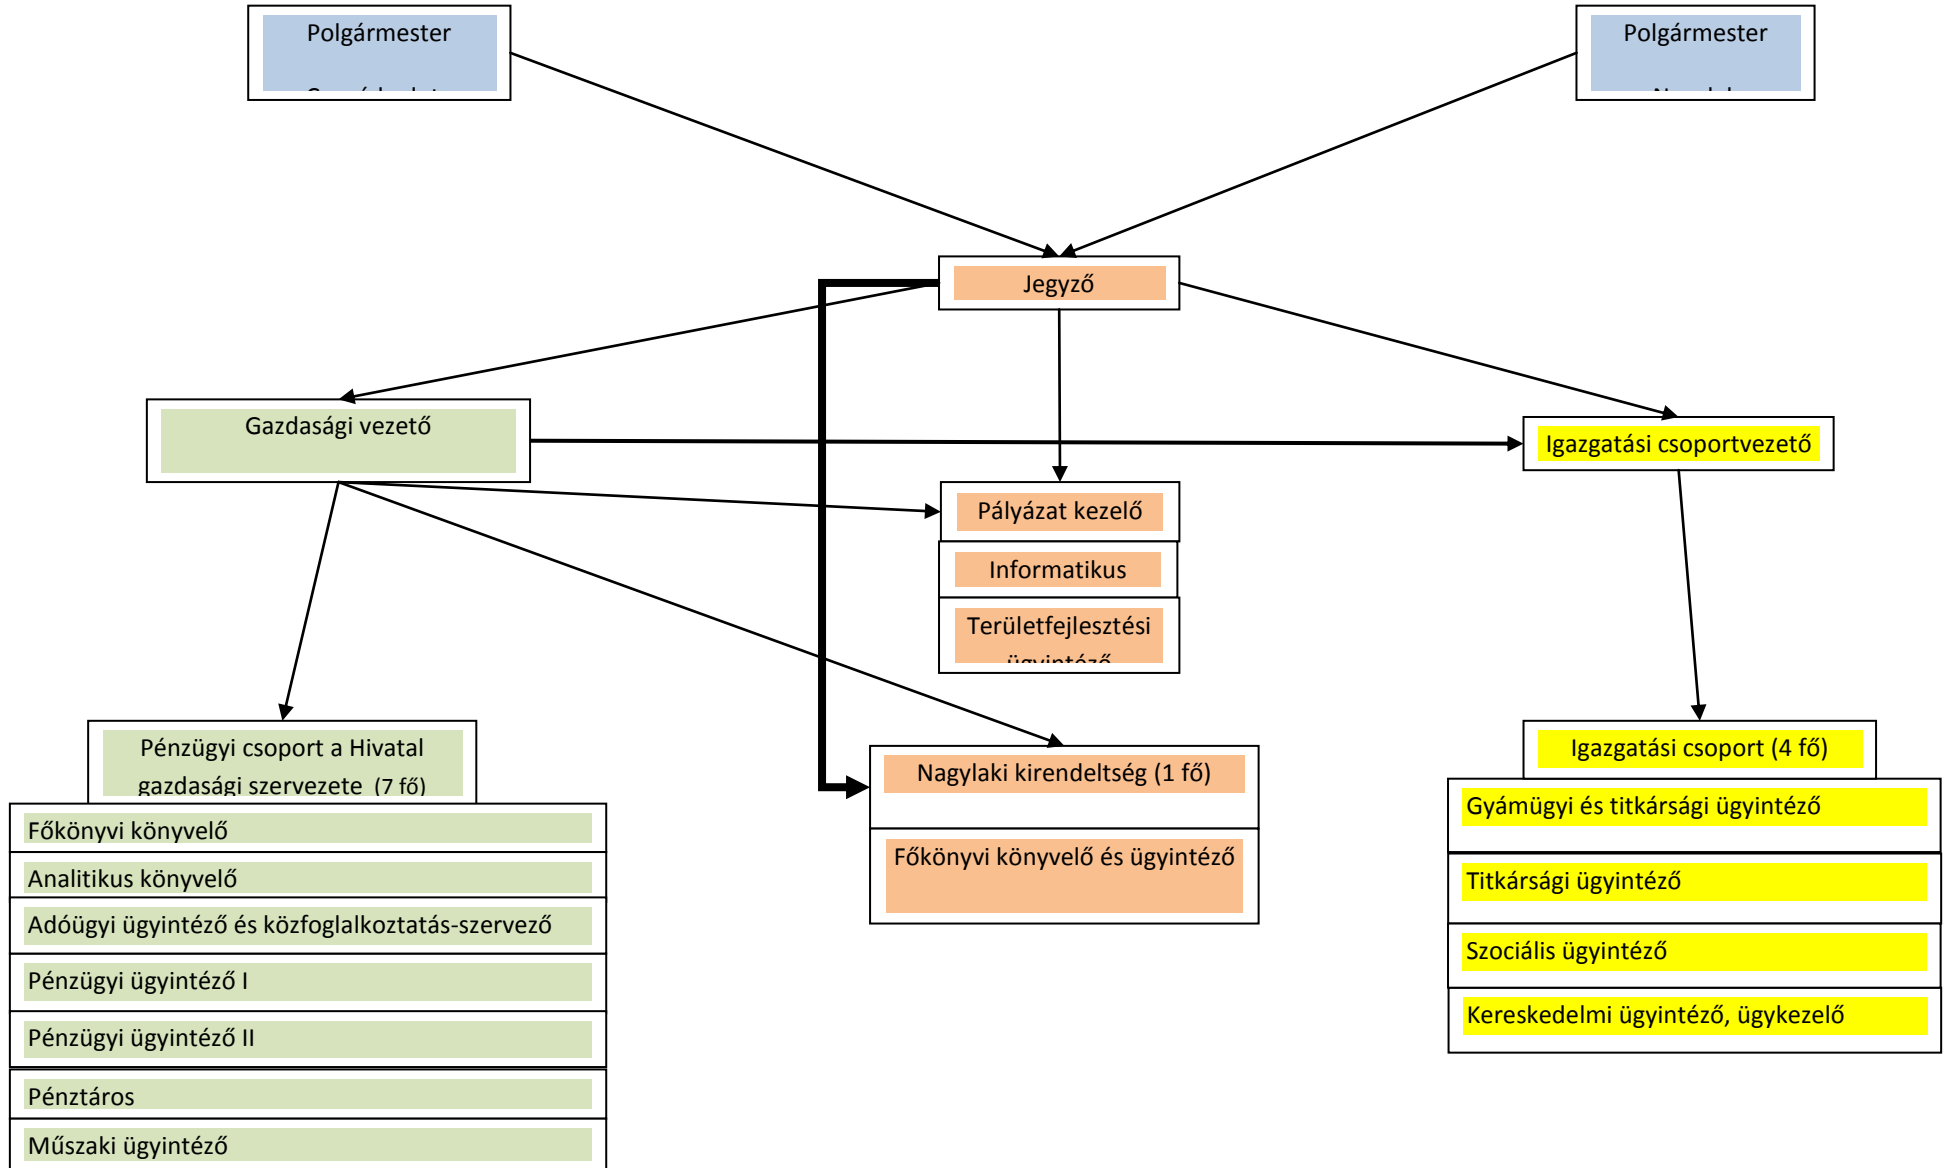 Polgármester
Polgármester
Jegyző
Gazdasági vezető
Igazgatási csoportvezető
Pályázat kezelő
Informatikus
Területfejlesztési
ügyintéző
Pénzügyi csoport a Hivatal
gazdasági szervezete (7 fő)
Főkönyvi könyvelő
Analitikus könyvelő
Adóügyi ügyintéző és közfoglalkoztatás-szervező
Pénzügyi ügyintéző I
Pénzügyi ügyintéző II
Pénztáros
Műszaki ügyintéző
Nagylaki kirendeltség (1 fő)
Főkönyvi könyvelő és ügyintéző
Igazgatási csoport (4 fő)
Gyámügyi és titkársági ügyintéző
Titkársági ügyintéző
Szociális ügyintéző
Kereskedelmi ügyintéző, ügykezelő